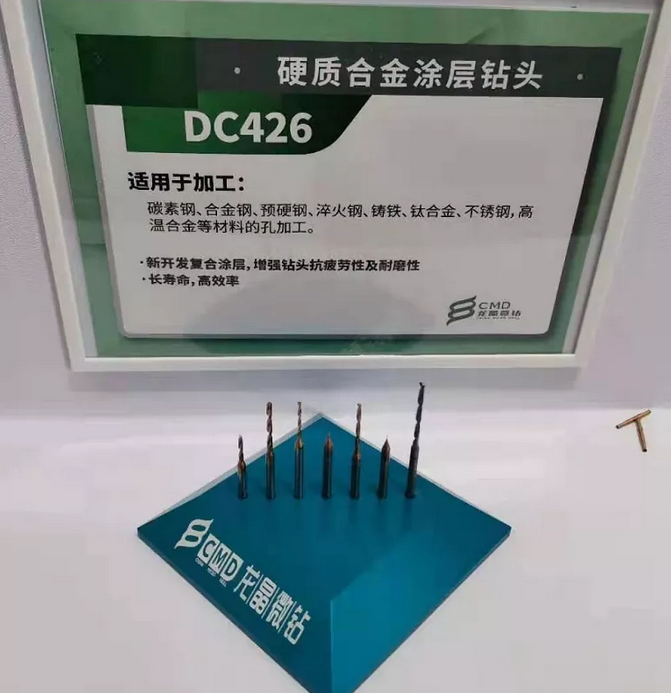 · 硬质合金涂层钻头 ·
DC426
适用于加工：
碳素钢、合金钢、预硬钢、淬火钢、铸铁、钛合金、不锈钢，高
温合金等材料的孔加工。
·新开发复合涂层，增强钻头抗疲劳性及耐磨性
·长寿命，高效率
CMD
龙晶微钻
CMD 龙晶微钻